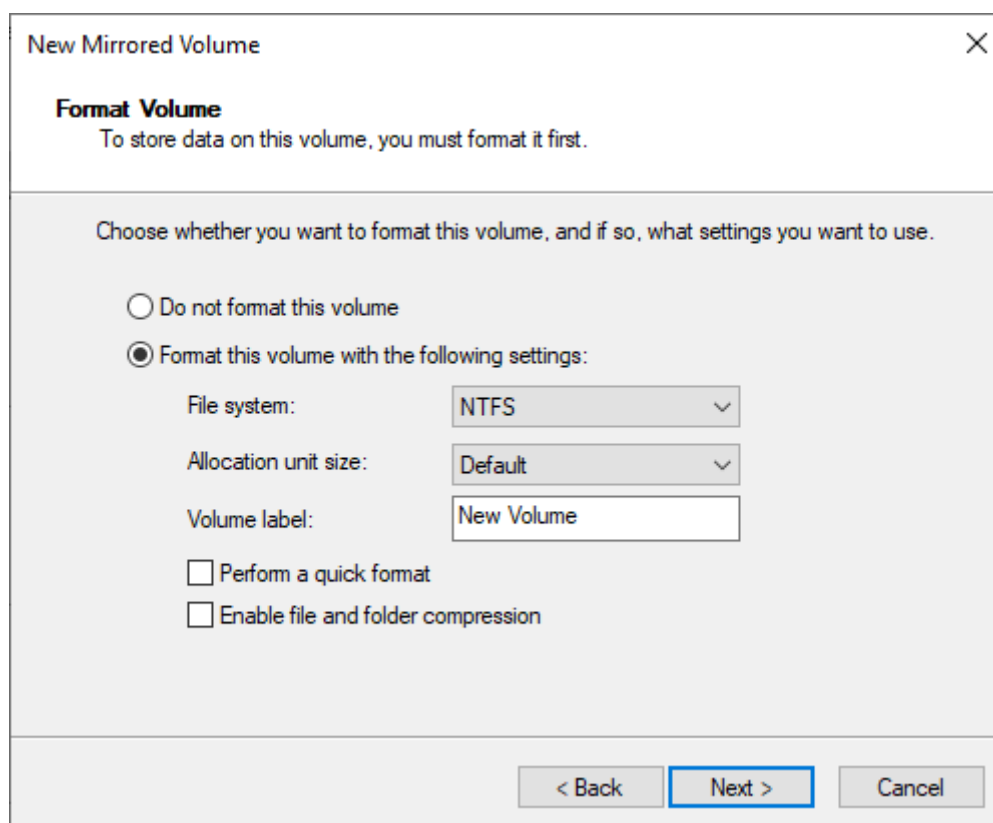 New Mirrored Volume
Format Volume
To store data on this volume, you must format it first.
Choose whether you want to format this volume, and if so, what settings you want to use.
Do not format this volume
Format this volume with the following settings:
File system: NTFS
Allocation unit size: Default
Volume label: New Volume
Perform a quick format
Enable file and folder compression
< Back Next > Cancel